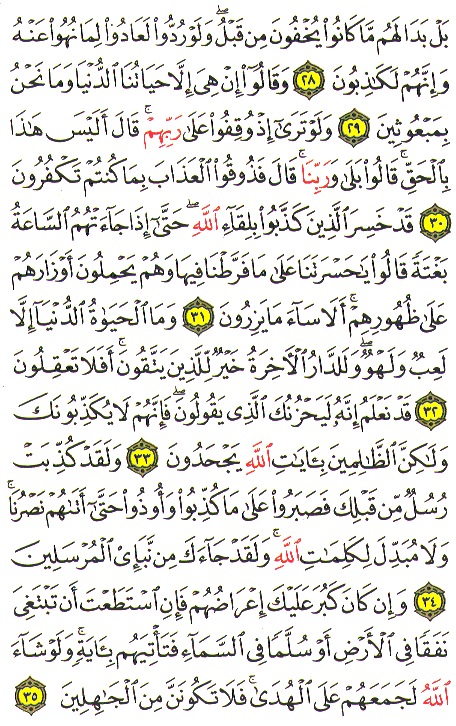 بَلْ بَدَا لَهُم مَّا كَانُوا۟ يُخْفُونَ مِن قَبْلُ ۖ وَلَوْ رُدُّوا۟ لَعَادُوا۟ لِمَا نُهُوا۟ عَنْهُ
وَإِنَّهُمْ لَكَـٰذِبُونَ ٢٨ وَقَالُوٓا۟ إِنْ هِىَ إِلَّا حَيَاتُنَا ٱلدُّنْيَا وَمَا نَحْنُ
بِمَبْعُوثِينَ ٢٩ وَلَوْ تَرَىٰٓ إِذْ وُقِفُوا۟ عَلَىٰ رَبِّهِمْ ۚ قَالَ أَلَيْسَ هَـٰذَا
بِٱلْحَقِّ ۚ قَالُوا۟ بَلَىٰ وَرَبِّنَا ۚ قَالَ فَذُوقُوا۟ ٱلْعَذَابَ بِمَا كُنتُمْ تَكْفُرُونَ
٣٠ قَدْ خَسِرَ ٱلَّذِينَ كَذَّبُوا۟ بِلِقَآءِ ٱللَّهِ ۖ حَتَّىٰٓ إِذَا جَآءَتْهُمُ ٱلسَّاعَةُ
بَغْتَةً قَالُوا۟ يَـٰحَسْرَتَنَا عَلَىٰ مَا فَرَّطْنَا فِيهَا وَهُمْ يَحْمِلُونَ أَوْزَارَهُمْ
عَلَىٰ ظُهُورِهِمْ ۚ أَلَا سَآءَ مَا يَزِرُونَ ٣١ وَمَا ٱلْحَيَوٰةُ ٱلدُّنْيَآ إِلَّا
لَعِبٌ وَلَهْوٌ ۖ وَلَلدَّارُ ٱلْـَٔاخِرَةُ خَيْرٌ لِّلَّذِينَ يَتَّقُونَ ۗ أَفَلَا تَعْقِلُونَ
٣٢ قَدْ نَعْلَمُ إِنَّهُۥ لَيَحْزُنُكَ ٱلَّذِى يَقُولُونَ ۖ فَإِنَّهُمْ لَا يُكَذِّبُونَكَ
وَلَـٰكِنَّ ٱلظَّـٰلِمِينَ بِـَٔايَـٰتِ ٱللَّهِ يَجْحَدُونَ ٣٣ وَلَقَدْ كُذِّبَتْ
رُسُلٌ مِّن قَبْلِكَ فَصَبَرُوا۟ عَلَىٰ مَا كُذِّبُوا۟ وَأُوذُوا۟ حَتَّىٰٓ أَتَىٰهُمْ نَصْرُنَا ۚ
وَلَا مُبَدِّلَ لِكَلِمَـٰتِ ٱللَّهِ ۚ وَلَقَدْ جَآءَكَ مِن نَّبَإِى۟ ٱلْمُرْسَلِينَ
٣٤ وَإِن كَانَ كَبُرَ عَلَيْكَ إِعْرَاضُهُمْ فَإِنِ ٱسْتَطَعْتَ أَن تَبْتَغِىَ
نَفَقًا فِى ٱلْأَرْضِ أَوْ سُلَّمًا فِى ٱلسَّمَآءِ فَتَأْتِيَهُم بِـَٔايَةٍ ۚ وَلَوْ شَآءَ
ٱللَّهُ لَجَمَعَهُمْ عَلَى ٱلْهُدَىٰ ۚ فَلَا تَكُونَنَّ مِنَ ٱلْجَـٰهِلِينَ ٣٥